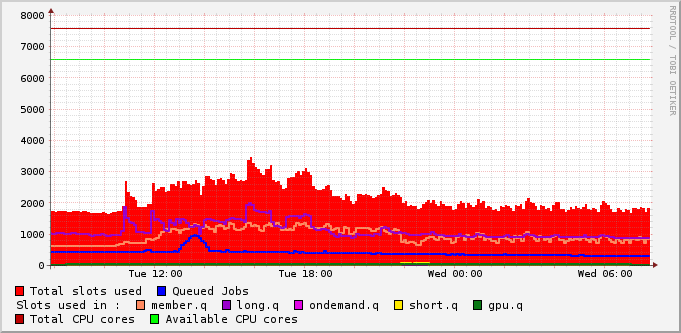 8000
7000
6000
5000
4000
3000
2000
1000
0
Tue 12:00 Tue 18:00 Wed 00:00 Wed 06:00
RRDTOOL / TOBI OETIKER
Total slots used Queued Jobs
Slots used in : member.q long.q ondemand.q short.q gpu.q
Total CPU cores Available CPU cores